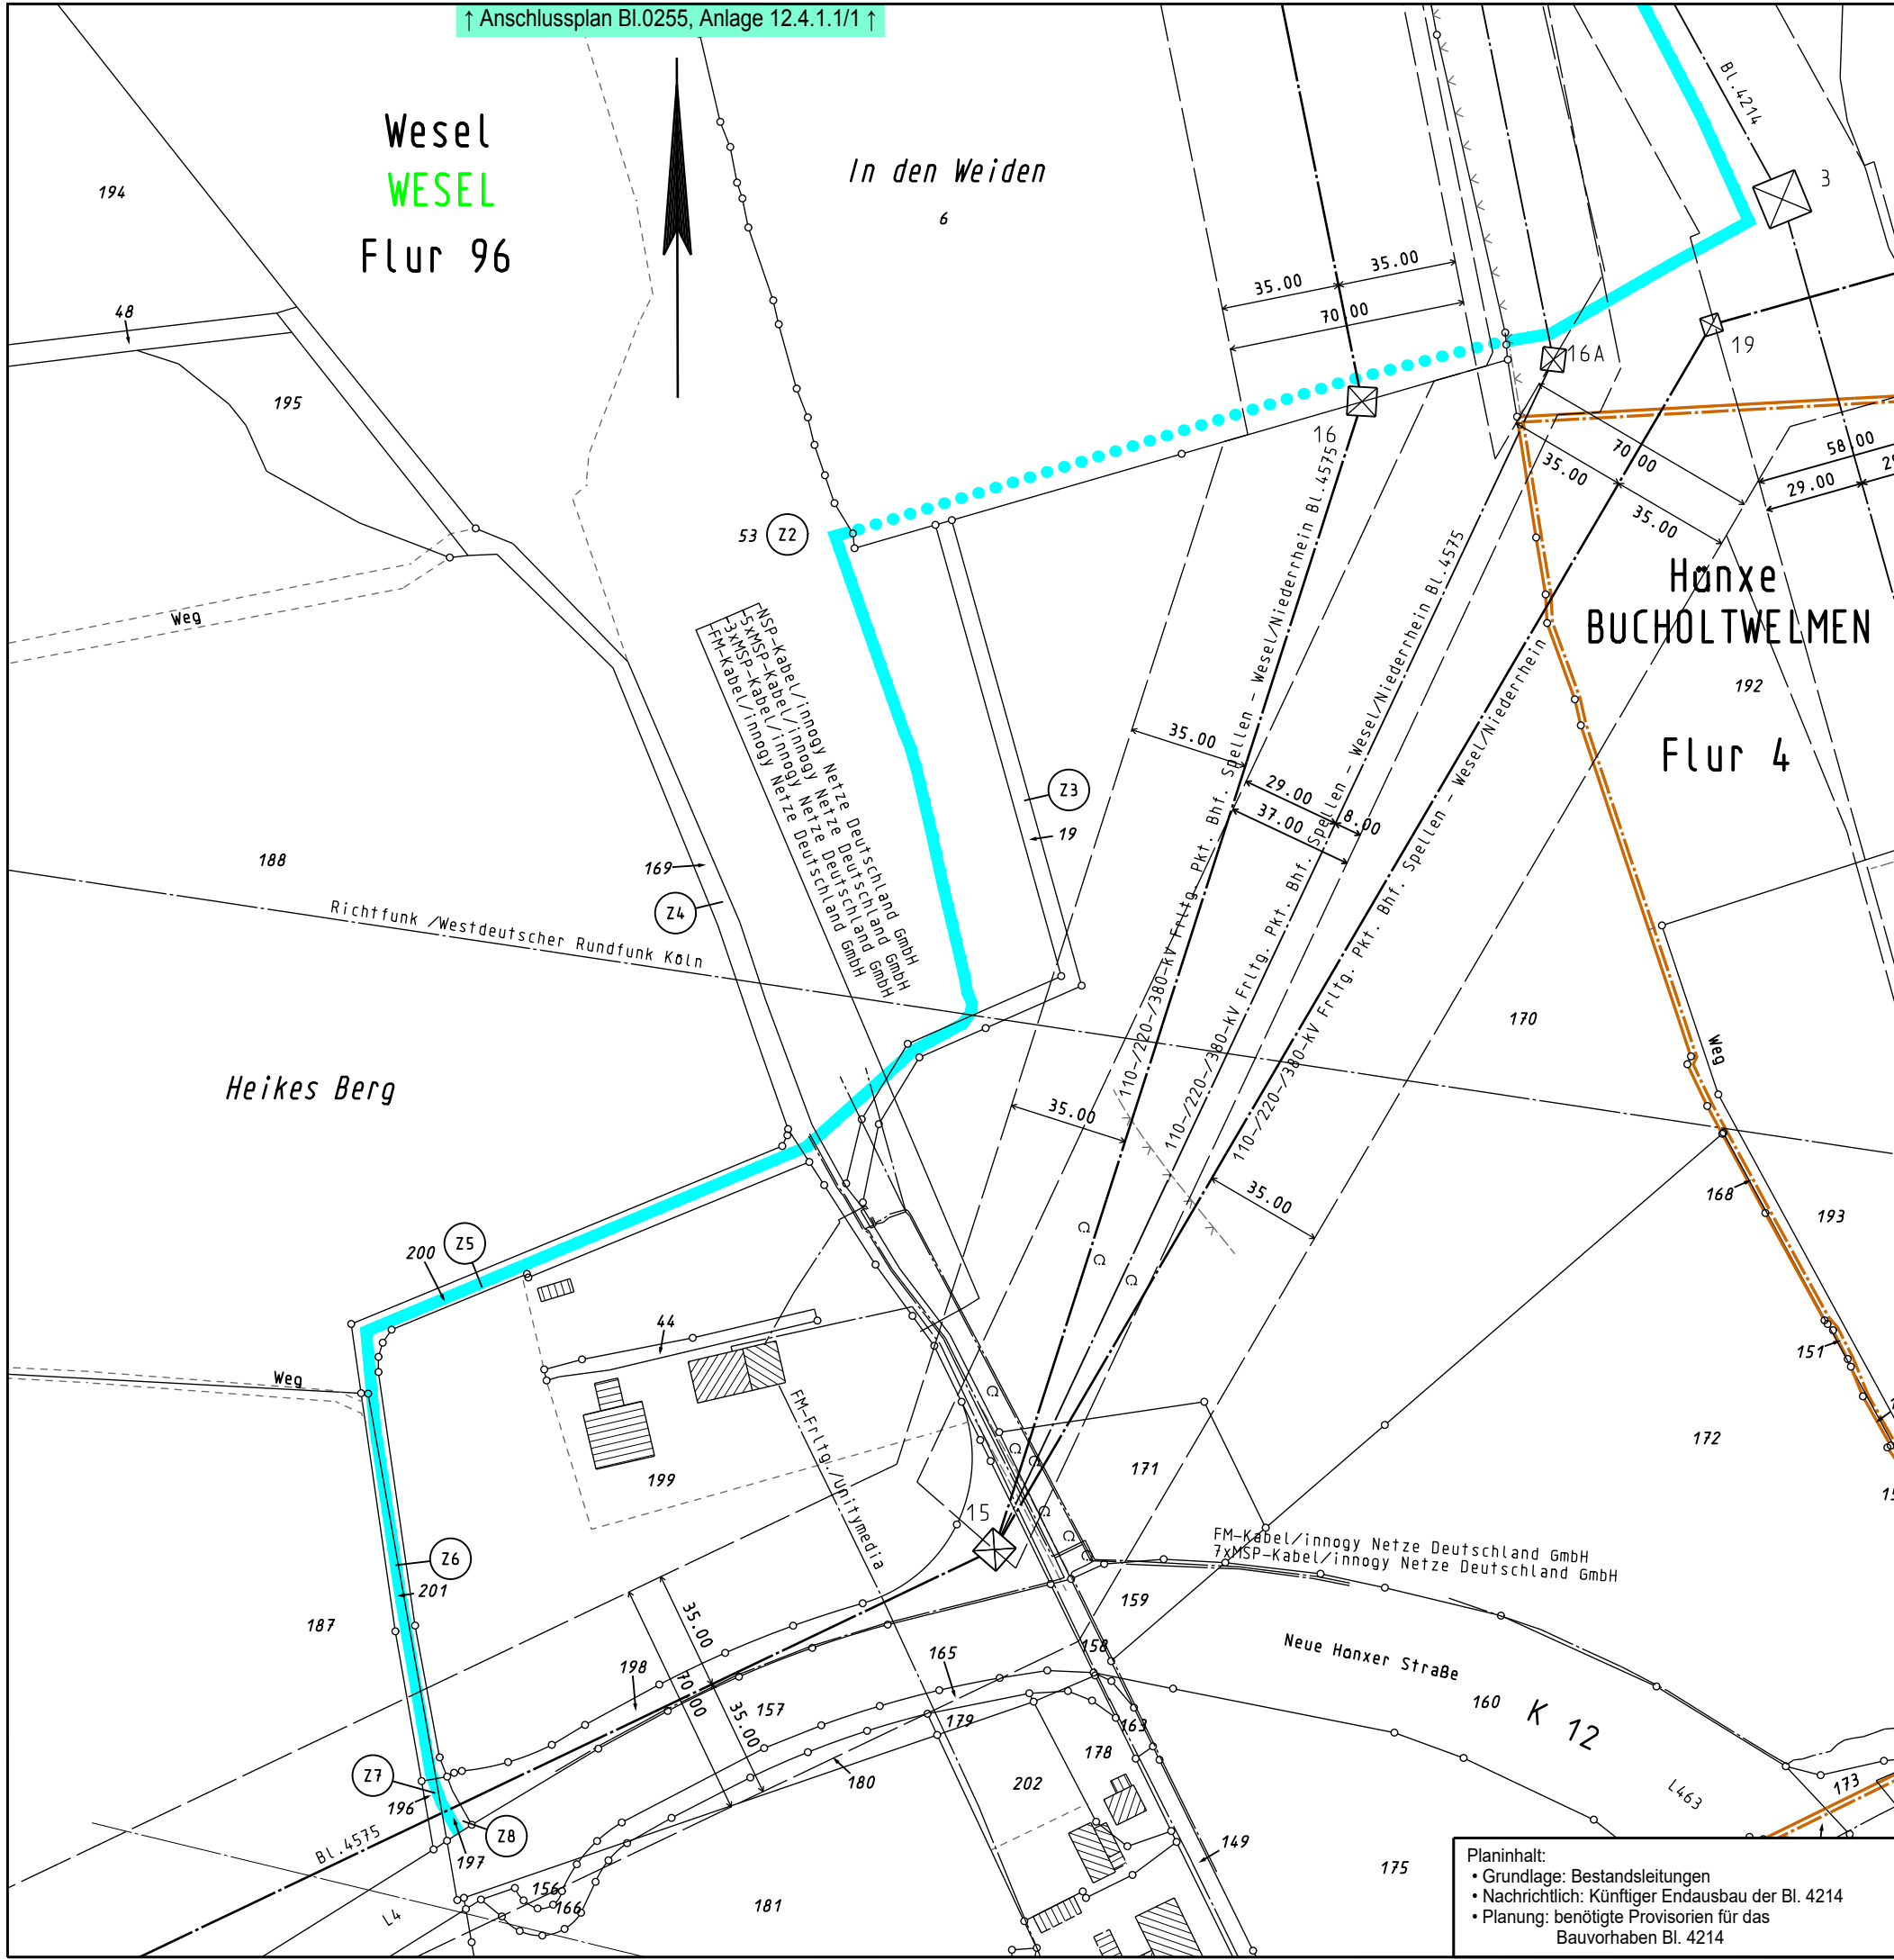 ↑ Anschlussplan Bl.0255, Anlage 12.4.1.1/1 ↑
Wesel
WESEL
Flur 96
194
In den Weiden
6
Bl.4214
3
48
195
35.00
35.00
70.00
16A
19
16
53
Z2
70.00
35.00
35.00
58.00
29.00
Hünxe
BUCHOLTWELMEN
192
Flur 4
Weg
NSP-Kabel/innogy Netze Deutschland GmbH
5xMSP-Kabel/innogy Netze Deutschland GmbH
3xMSP-Kabel/innogy Netze Deutschland GmbH
FM-Kabel/innogy Netze Deutschland GmbH
110-/220-/380-kV Frltg. Pkt. Bhf. Spellen - Wesel/Niederrhein Bl.4575
110-/220-/380-kV Frltg. Pkt. Bhf. Spellen - Wesel/Niederrhein Bl.4575
110-/220-/380-kV Frltg. Pkt. Bhf. Spellen - Wesel/Niederrhein
35.00
29.00
8.00
37.00
Z3
19
188
169
Z4
Richtfunk /Westdeutscher Rundfunk Köln
170
Weg
Heikes Berg
35.00
35.00
168
193
200
Z5
44
151
Weg
172
171
199
FM-Frltg./Unitymedia
15
FM-Kabel/innogy Netze Deutschland GmbH
7xMSP-Kabel/innogy Netze Deutschland GmbH
Z6
201
187
159
35.00
158
Neue Hünxer Straße
198
165
70.00
157
35.00
160
K 12
179
163
178
180
202
Z7
196
L463
173
Z8
197
Bl.4575
149
175
156
166
L4
181
Planinhalt:
• Grundlage: Bestandsleitungen
• Nachrichtlich: Künftiger Endausbau der Bl. 4214
• Planung: benötigte Provisorien für das
Bauvorhaben Bl. 4214